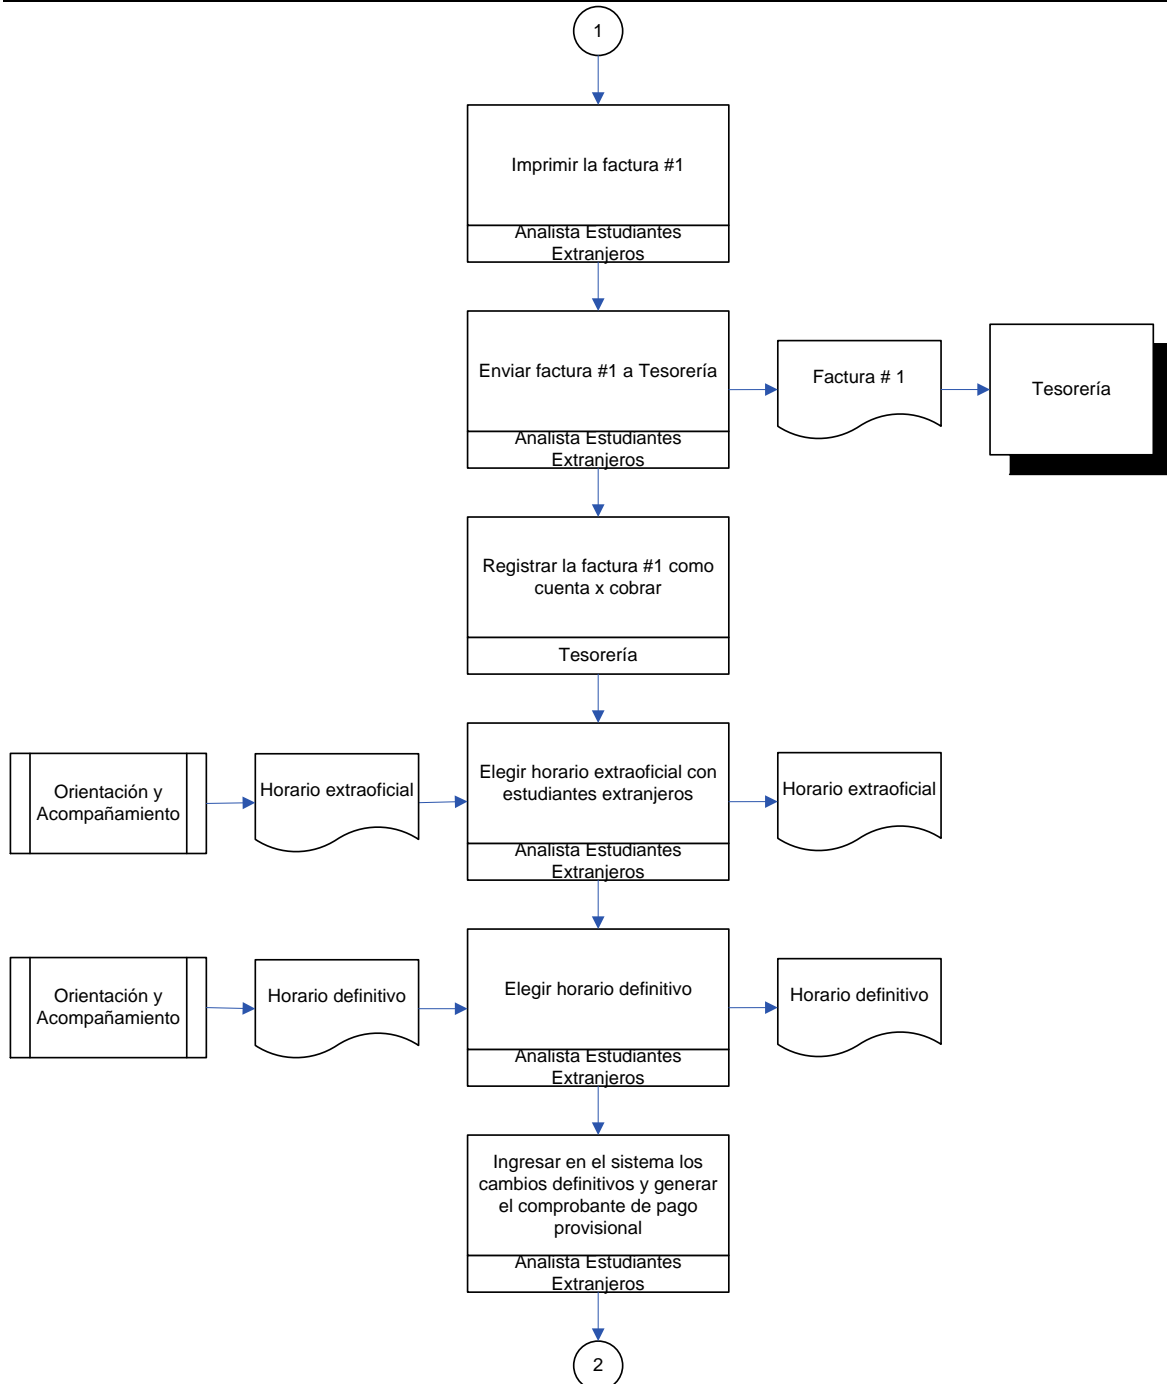 1
Imprimir la factura #1
Analista Estudiantes
Extranjeros
Enviar factura #1 a Tesorería
Analista Estudiantes
Extranjeros
Factura # 1
Tesorería
Registrar la factura #1 como
cuenta x cobrar
Tesorería
Orientación y
Acompañamiento
Horario extraoficial
Elegir horario extraoficial con
estudiantes extranjeros
Analista Estudiantes
Extranjeros
Horario extraoficial
Orientación y
Acompañamiento
Horario definitivo
Elegir horario definitivo
Analista Estudiantes
Extranjeros
Horario definitivo
Ingresar en el sistema los
cambios definitivos y generar
el comprobante de pago
provisional
Analista Estudiantes
Extranjeros
2